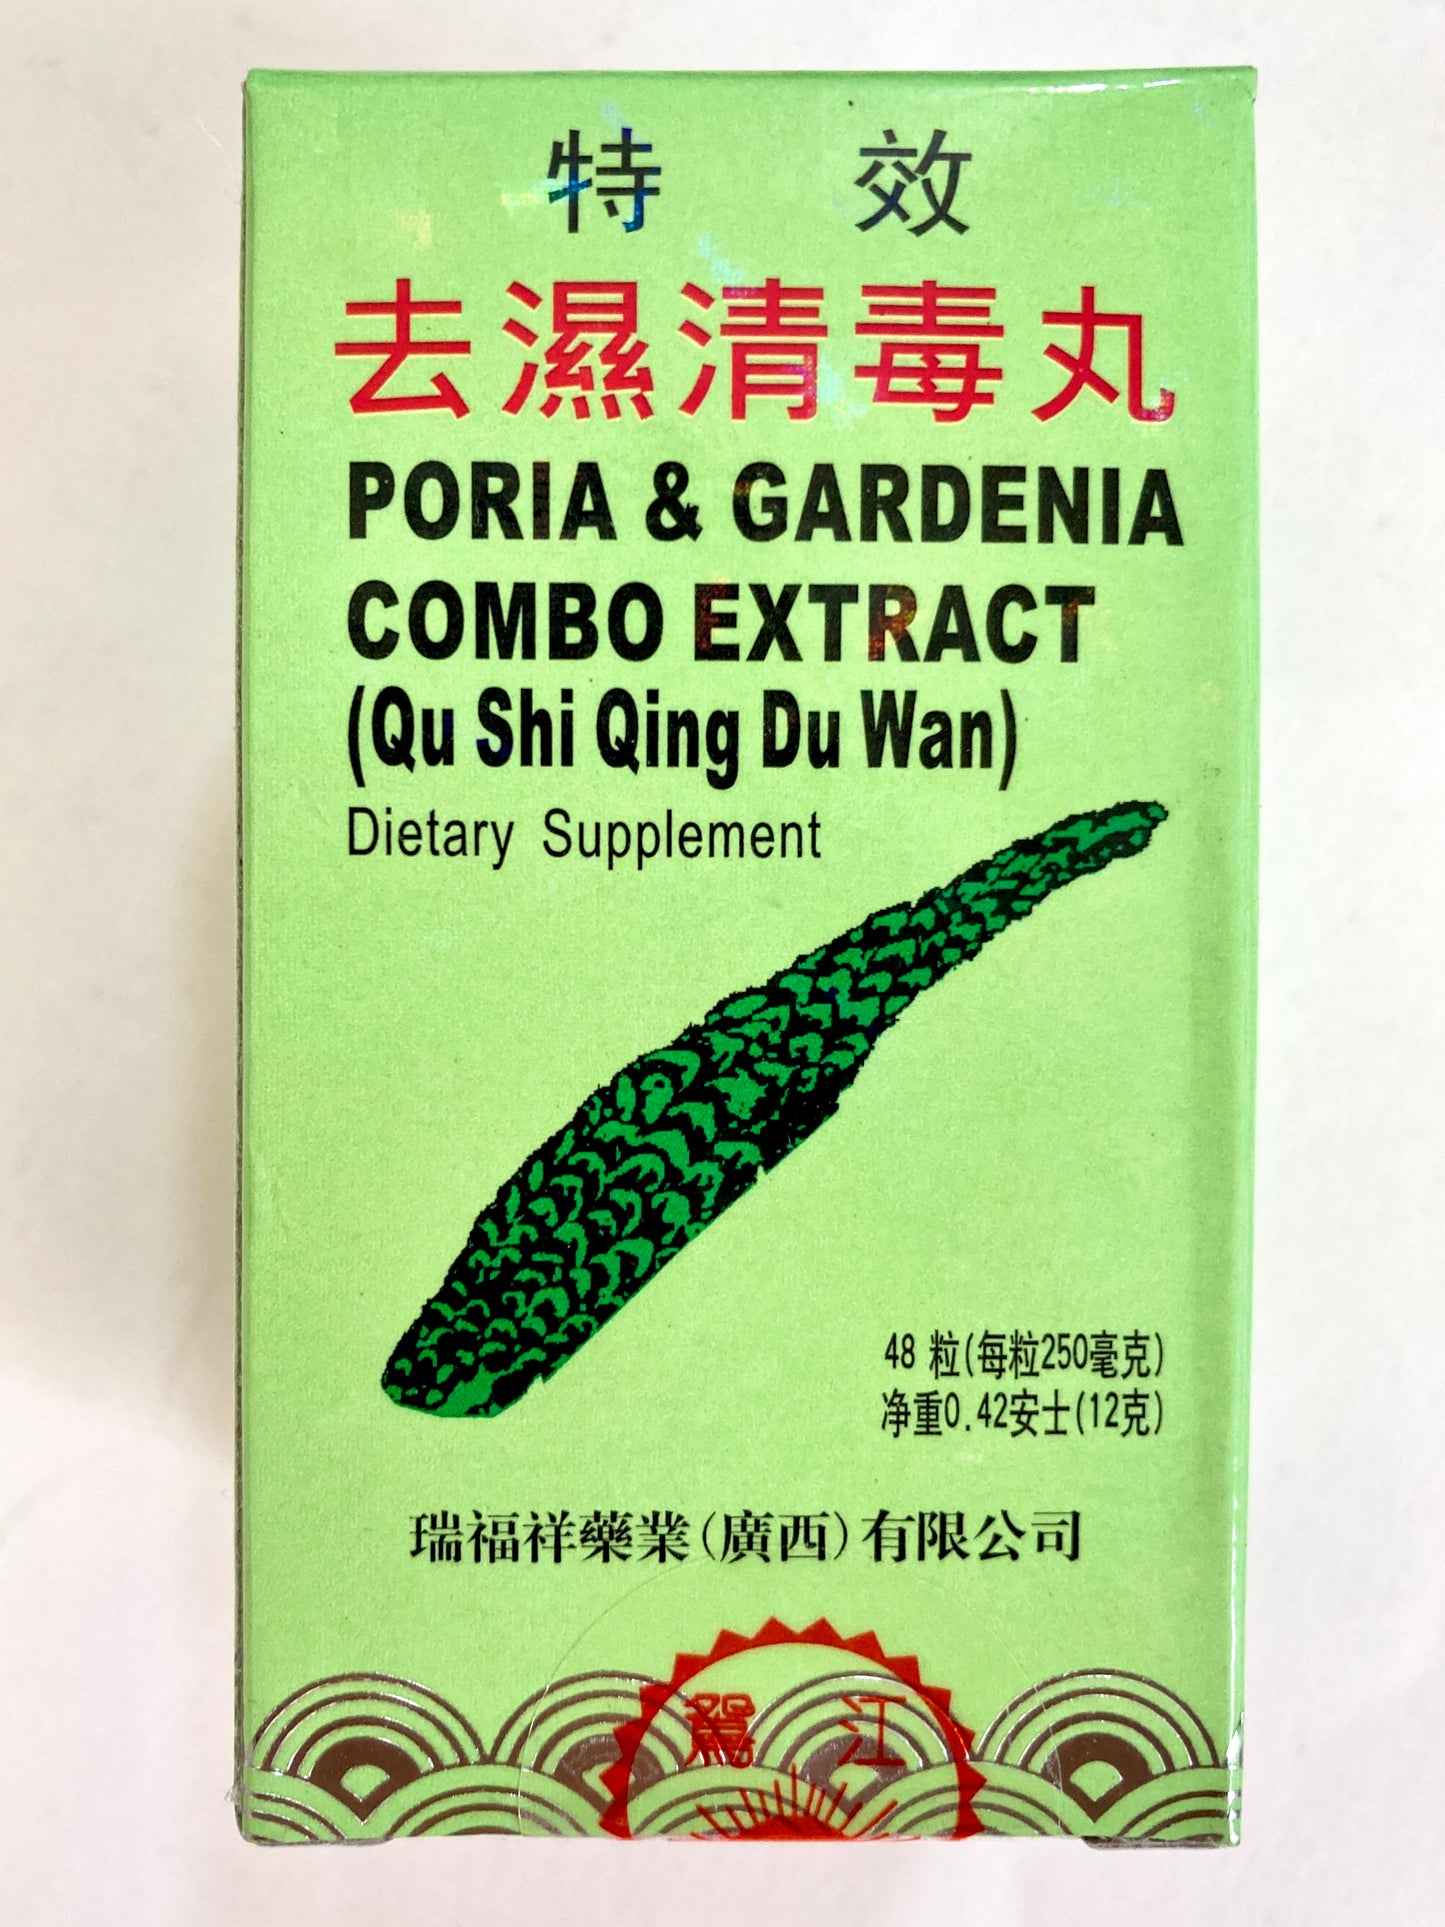 特 效
去濕清毒丸
PORIA & GARDENIA
COMBO EXTRACT
(Qu Shi Qing Du Wan)
Dietary Supplement
48 粒(每粒250毫克)
净重0.42安士(12克)
瑞福祥藥業(廣西)有限公司
鴛 江